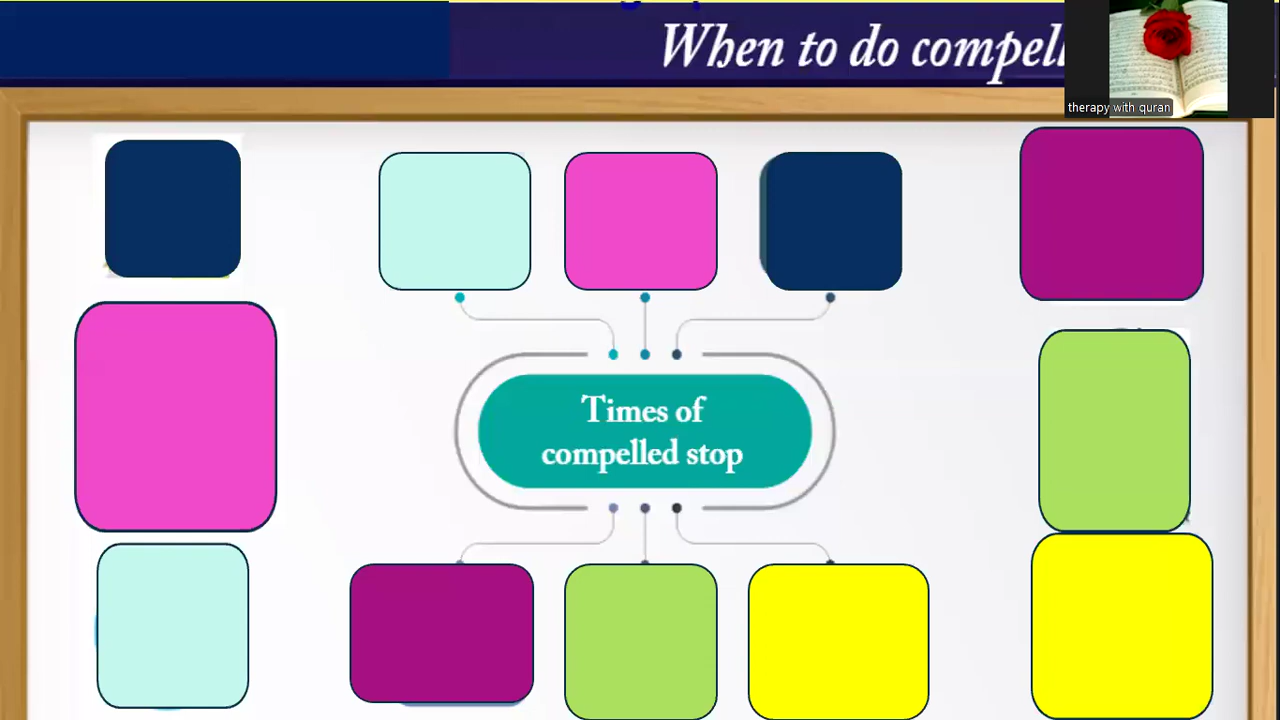 When to do compell
therapy with quran
Times of
compelled stop